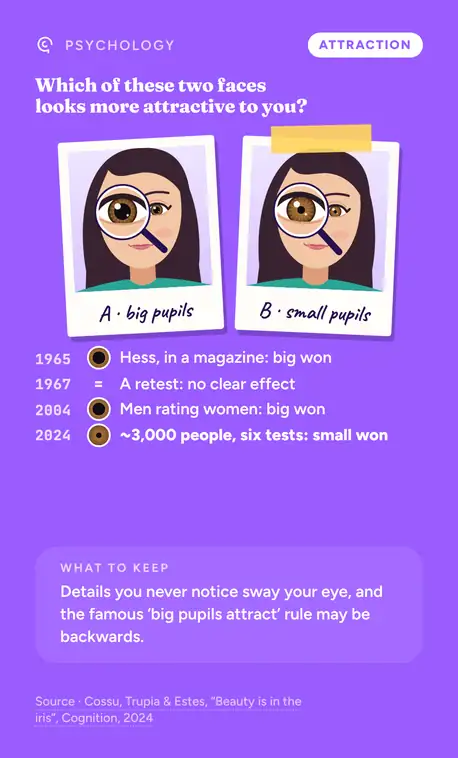 PSYCHOLOGY
ATTRACTION
Which of these two faces
looks more attractive to you?
A · big pupils
B · small pupils
1965 Hess, in a magazine: big won
1967 = A retest: no clear effect
2004 Men rating women: big won
2024 ~3,000 people, six tests: small won
WHAT TO KEEP
Details you never notice sway your eye, and
the famous ‘big pupils attract’ rule may be
backwards.
Source · Cossu, Trupia & Estes, “Beauty is in the
iris”, Cognition, 2024